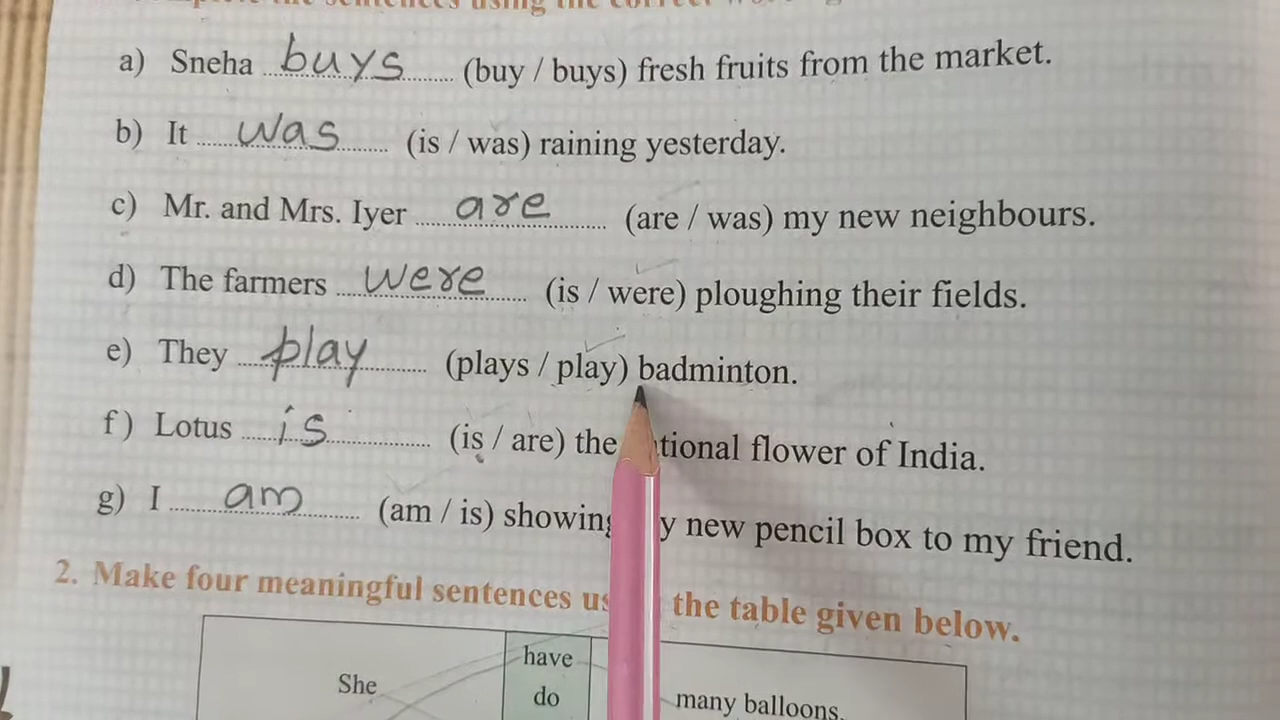 a) Sneha buys (buy / buys) fresh fruits from the market.
b) It was (is / was) raining yesterday.
c) Mr. and Mrs. Iyer are (are / was) my new neighbours.
d) The farmers were (is / were) ploughing their fields.
e) They play (plays / play) badminton.
f) Lotus is (is / are) the tional flower of India.
g) I am (am / is) showing y new pencil box to my friend.
2. Make four meaningful sentences us the table given below.
have
She
do
many balloons.